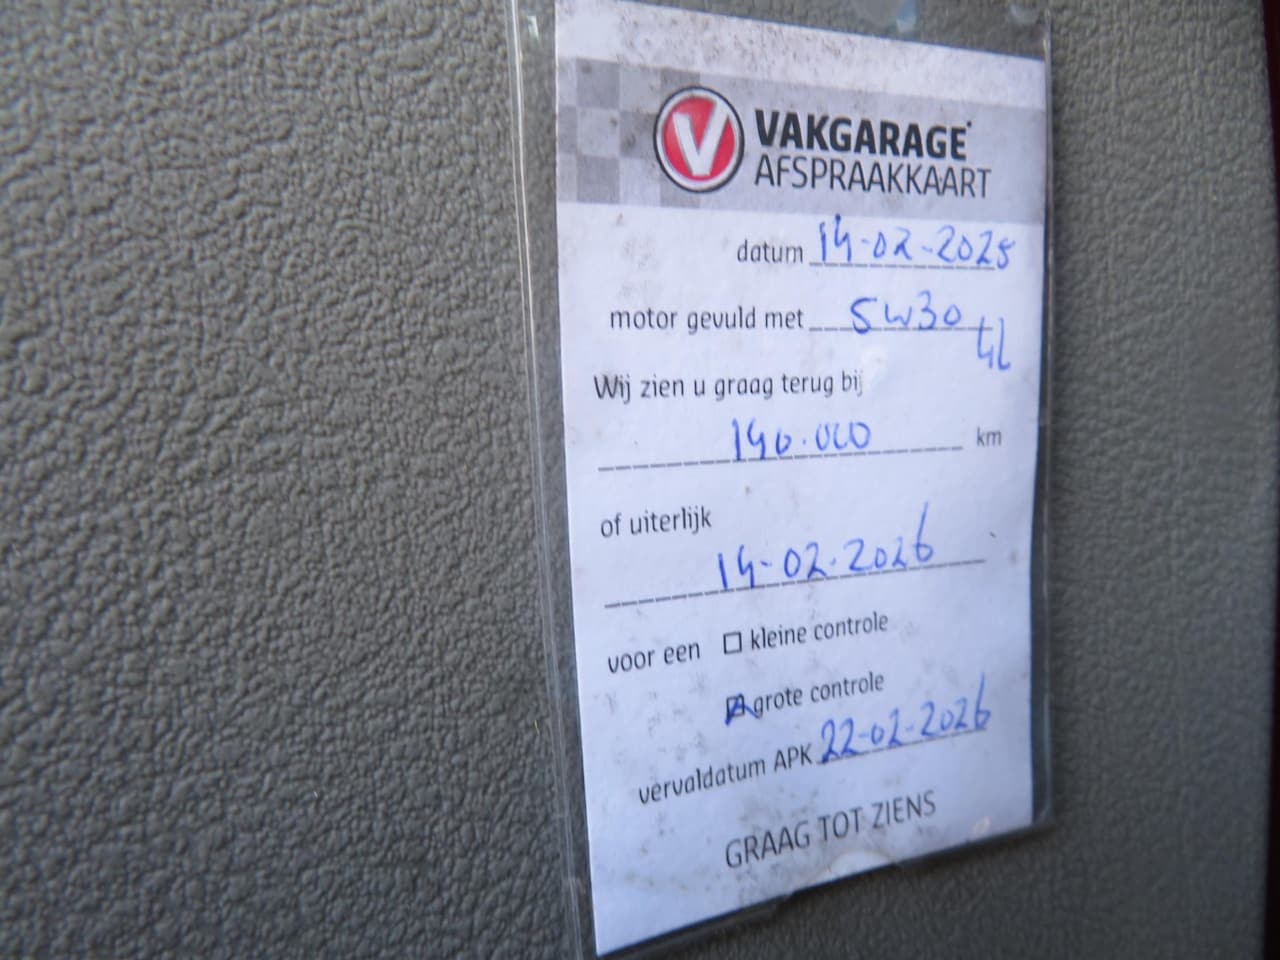 V VAKGARAGE
AFSPRAAKKAART
datum 14-02-2025
motor gevuld met 5w30
4L
Wij zien u graag terug bij
140.000 km
of uiterlijk
14-02-2026
voor een kleine controle
grote controle
vervaldatum APK 22-02-2026
GRAAG TOT ZIENS